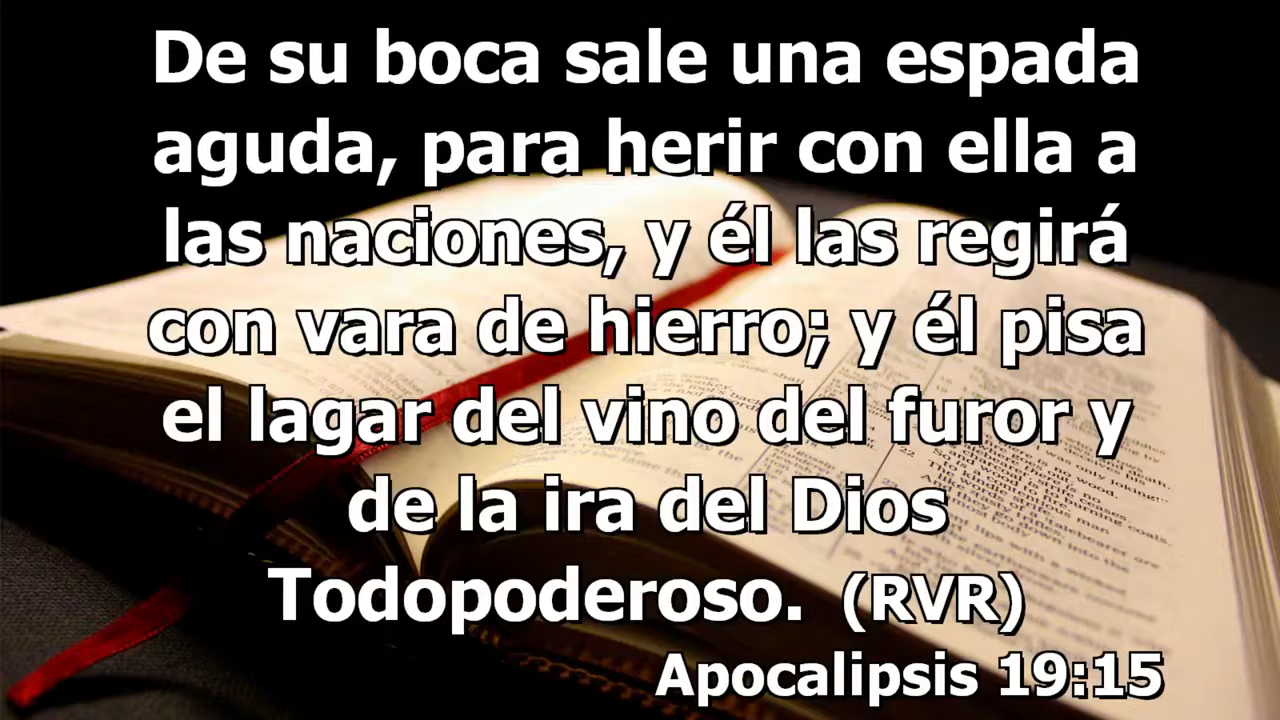 De su boca sale una espada
aguda, para herir con ella a
las naciones, y él las regirá
con vara de hierro; y él pisa
el lagar del vino del furor y
de la ira del Dios
Todopoderoso. (RVR)
Apocalipsis 19:15